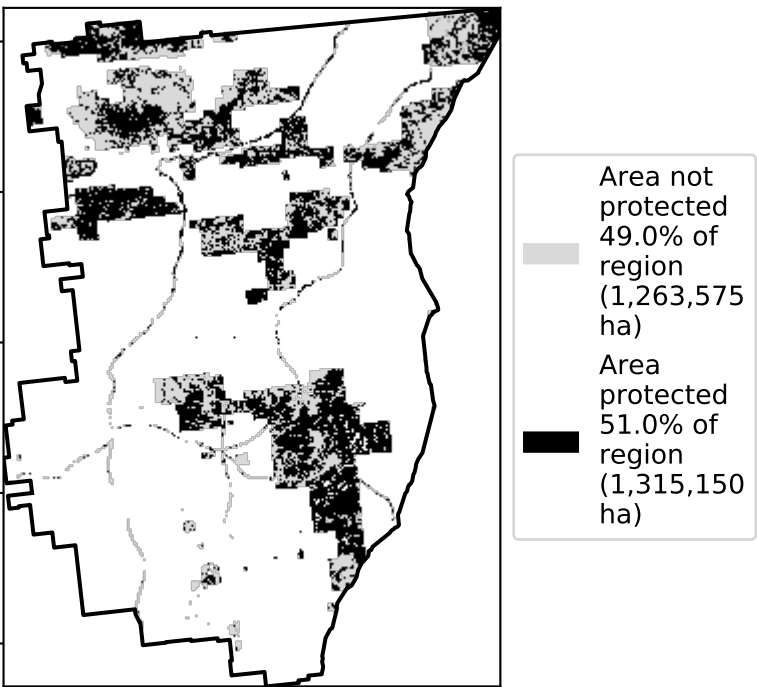 Area not
protected
49.0% of
region
(1,263,575
ha)
Area
protected
51.0% of
region
(1,315,150
ha)